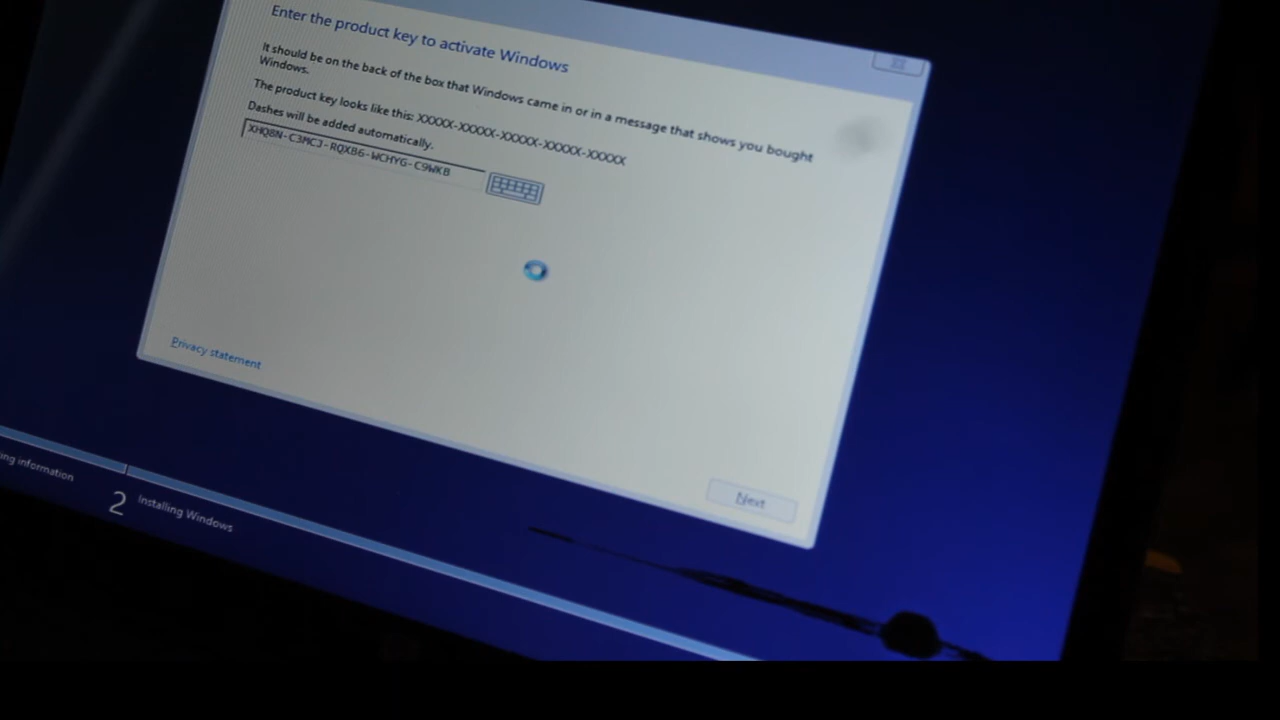 Enter the product key to activate Windows
It should be on the back of the box that Windows came in or in a message that shows you bought
Windows.
The product key looks like this: XXXXX-XXXXX-XXXXX-XXXXX-XXXXX
Dashes will be added automatically.
XHQ8N-C3MCJ-RQXB6-WCHYG-C9WKB
Privacy statement
Next
ing information
2 Installing Windows